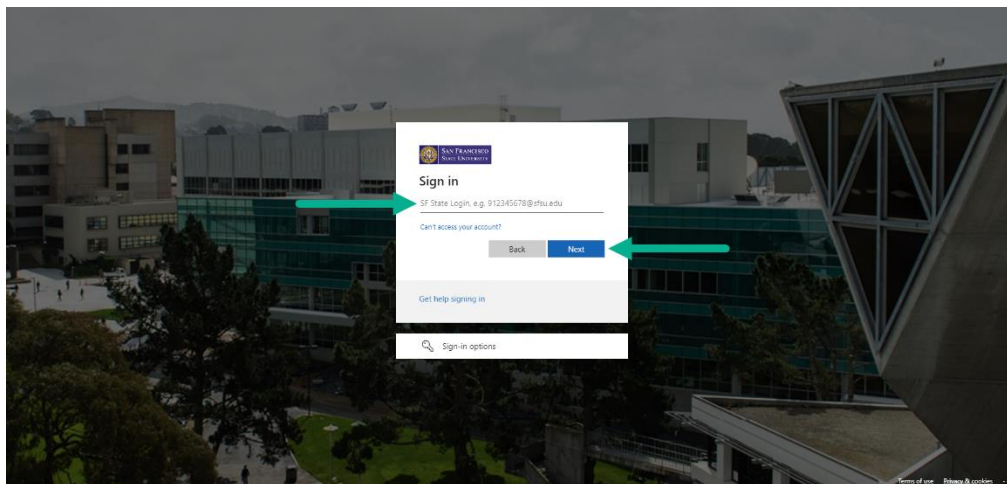 SAN FRANCISCO
STATE UNIVERSITY
Sign in
SF State Login, e.g. 912345678@sfsu.edu
Can't access your account?
Back Next
Get help signing in
Sign-in options
Terms of use Privacy & cookies